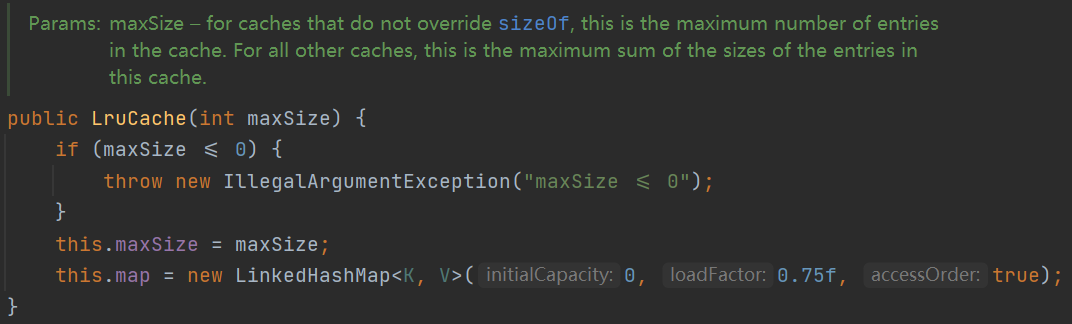 Params: maxSize – for caches that do not override sizeOf, this is the maximum number of entries
in the cache. For all other caches, this is the maximum sum of the sizes of the entries in
this cache.
public LruCache(int maxSize) {
if (maxSize ≤ 0) {
throw new IllegalArgumentException("maxSize ≤ 0");
}
this.maxSize = maxSize;
this.map = new LinkedHashMap<K, V>( initialCapacity: 0, loadFactor: 0.75f, accessOrder: true);
}